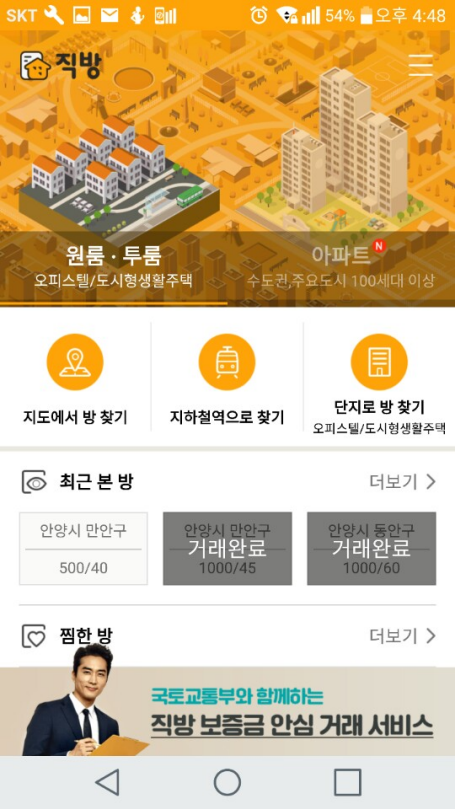 SKT 54% 오후 4:48
직방
원룸 · 투룸
오피스텔/도시형생활주택
아파트 N
수도권,주요도시 100세대 이상
지도에서 방 찾기
지하철역으로 찾기
단지로 방 찾기
오피스텔/도시형생활주택
최근 본 방 더보기
안양시 만안구
500/40
안양시 만안구
거래완료
1000/45
안양시 동안구
거래완료
1000/60
찜한 방 더보기
국토교통부와 함께하는
직방 보증금 안심 거래 서비스